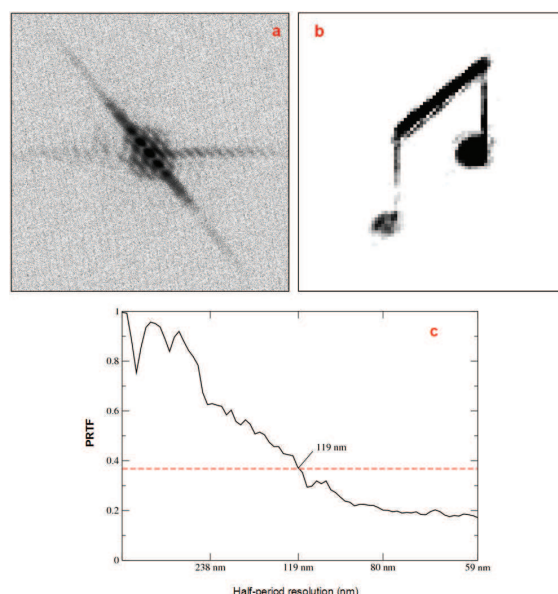 a
b
c
PRTF
1
0.8
0.6
0.4
0.2
0
119 nm
238 nm
119 nm
80 nm
59 nm
Half-period resolution (nm)